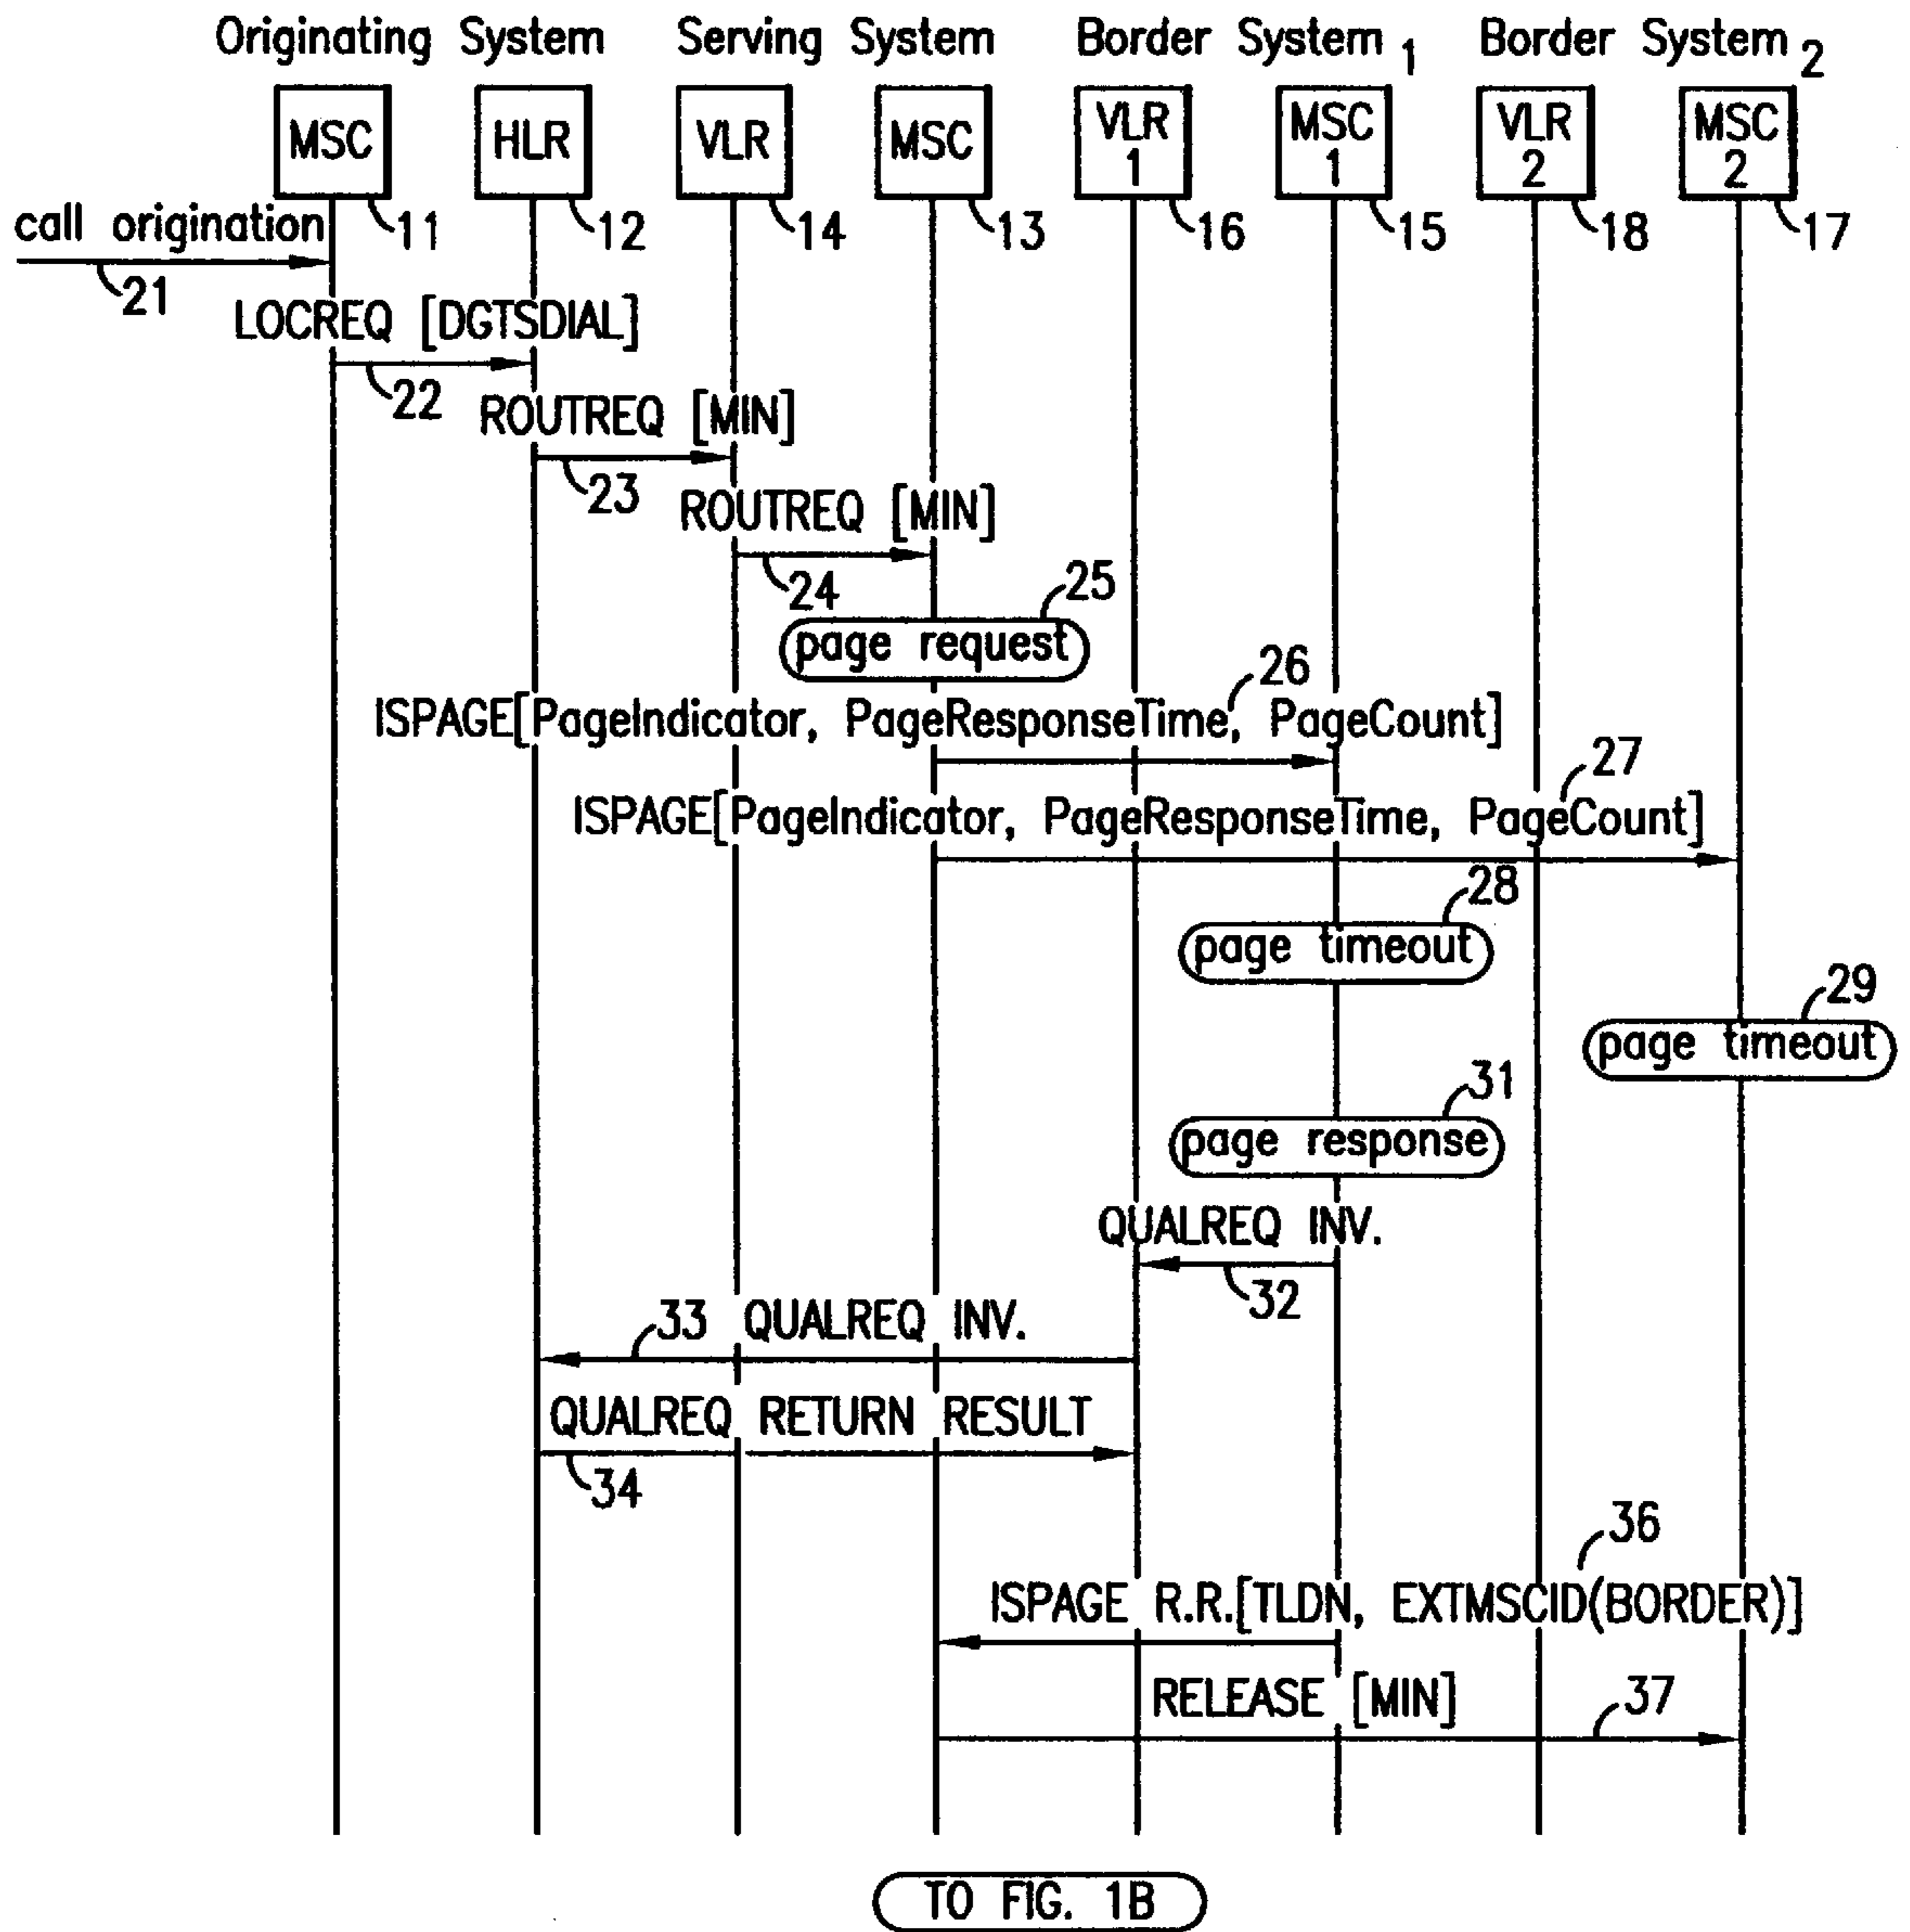 Originating System Serving System Border System 1 Border System 2
MSC HLR VLR MSC VLR 1 MSC 1 VLR 2 MSC 2
11 12 14 13 16 15 18 17
call origination
21
LOCREQ [DGTSDIAL]
22
ROUTREQ [MIN]
23
ROUTREQ [MIN]
24
25
page request
26
ISPAGE[PageIndicator, PageResponseTime, PageCount]
27
ISPAGE[PageIndicator, PageResponseTime, PageCount]
28
page timeout
29
page timeout
31
page response
QUALREQ INV.
32
33 QUALREQ INV.
QUALREQ RETURN RESULT
34
36
ISPAGE R.R.[TLDN, EXTMSCID(BORDER)]
RELEASE [MIN]
37
TO FIG. 1B